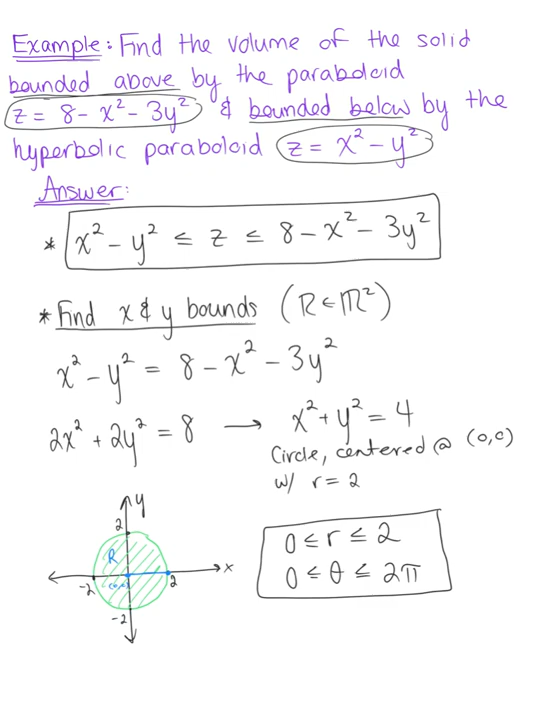 Example: Find the volume of the solid
bounded above by the paraboloid
z = 8 - x² - 3y² & bounded below by the
hyperbolic paraboloid z = x² - y²
Answer:
* x² - y² ≤ z ≤ 8 - x² - 3y²
* Find x & y bounds (R ∈ ℝ²)
x² - y² = 8 - x² - 3y²
2x² + 2y² = 8 → x² + y² = 4
Circle, centered @ (0,0)
w/ r = 2
y
2
R
x
-2
(0,0)
2
-2
0 ≤ r ≤ 2
0 ≤ θ ≤ 2π